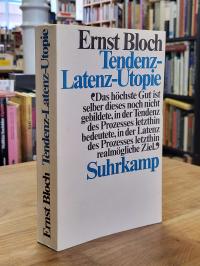 Ernst Bloch
Tendenz-
Latenz-Utopie
»Das höchste Gut ist
selber dieses noch nicht
gebildete, in der Tendenz
des Prozesses letzthin
bedeutete, in der Latenz
des Prozesses letzthin
realmögliche Ziel.«
Suhrkamp
Ernst Bloch Tendenz-Latenz-Utopie Suhrkamp